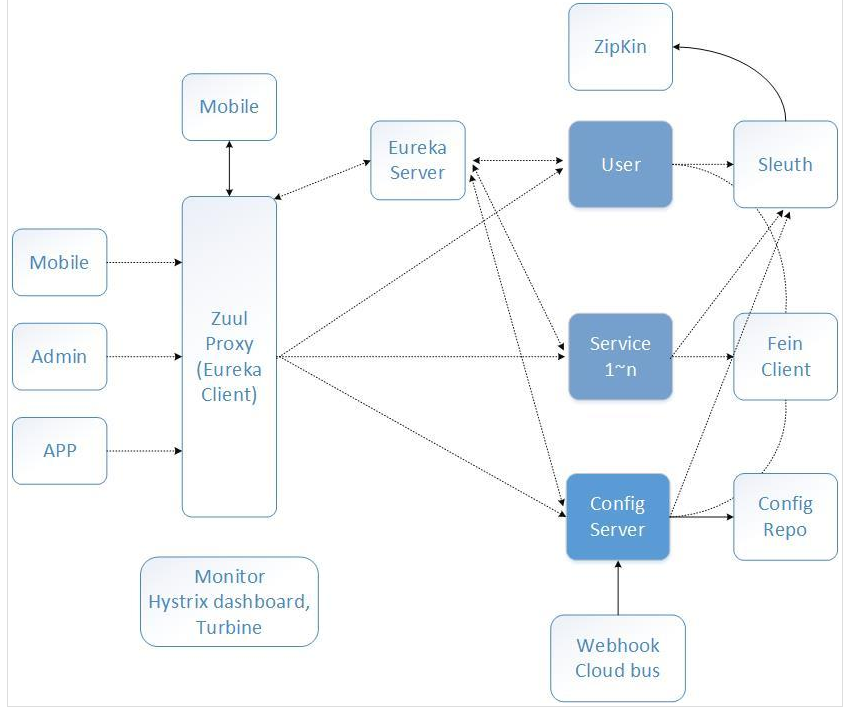 ZipKin
Mobile
Eureka
Server
User
Sleuth
Mobile
Zuul
Proxy
(Eureka
Client)
Service
1~n
Fein
Client
Admin
APP
Config
Server
Config
Repo
Monitor
Hystrix dashboard,
Turbine
Webhook
Cloud bus